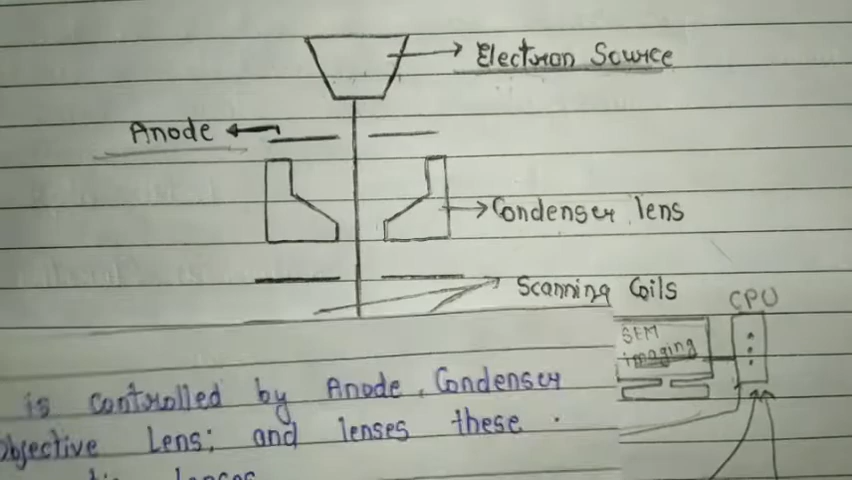 Electron Source
Anode
Condenser lens
Scanning Coils
CPU
SEM
imaging
is controlled by Anode, Condenser
Objective Lens; and lenses these
lenses